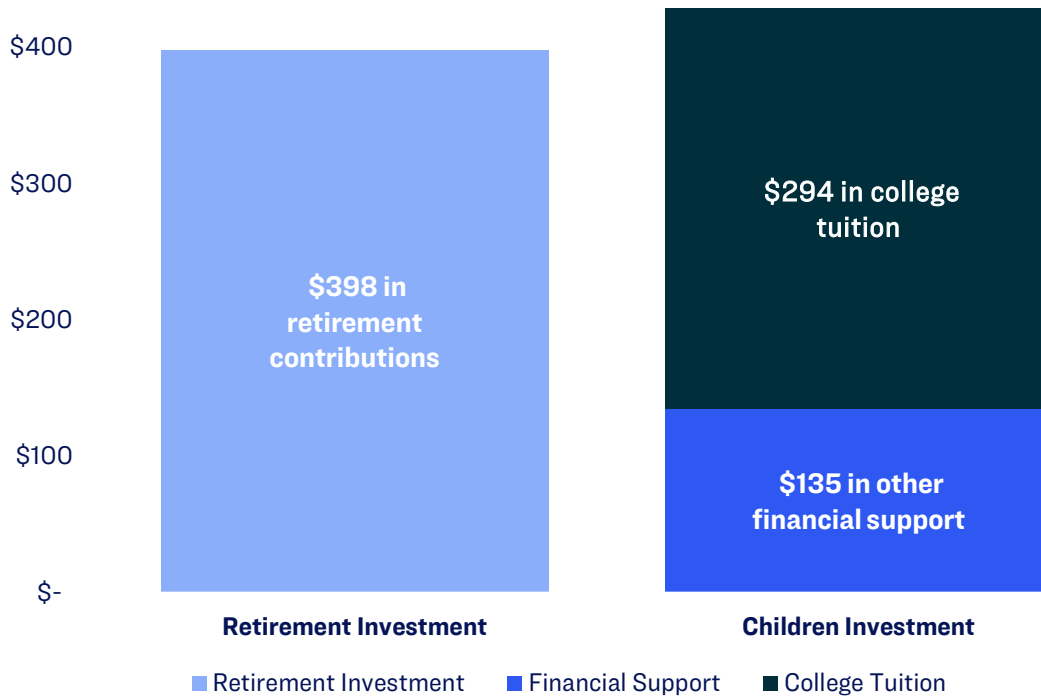 $400
$300
$200
$100
$-
$398 in
retirement
contributions
$294 in college
tuition
$135 in other
financial support
Retirement Investment
Children Investment
Retirement Investment
Financial Support
College Tuition